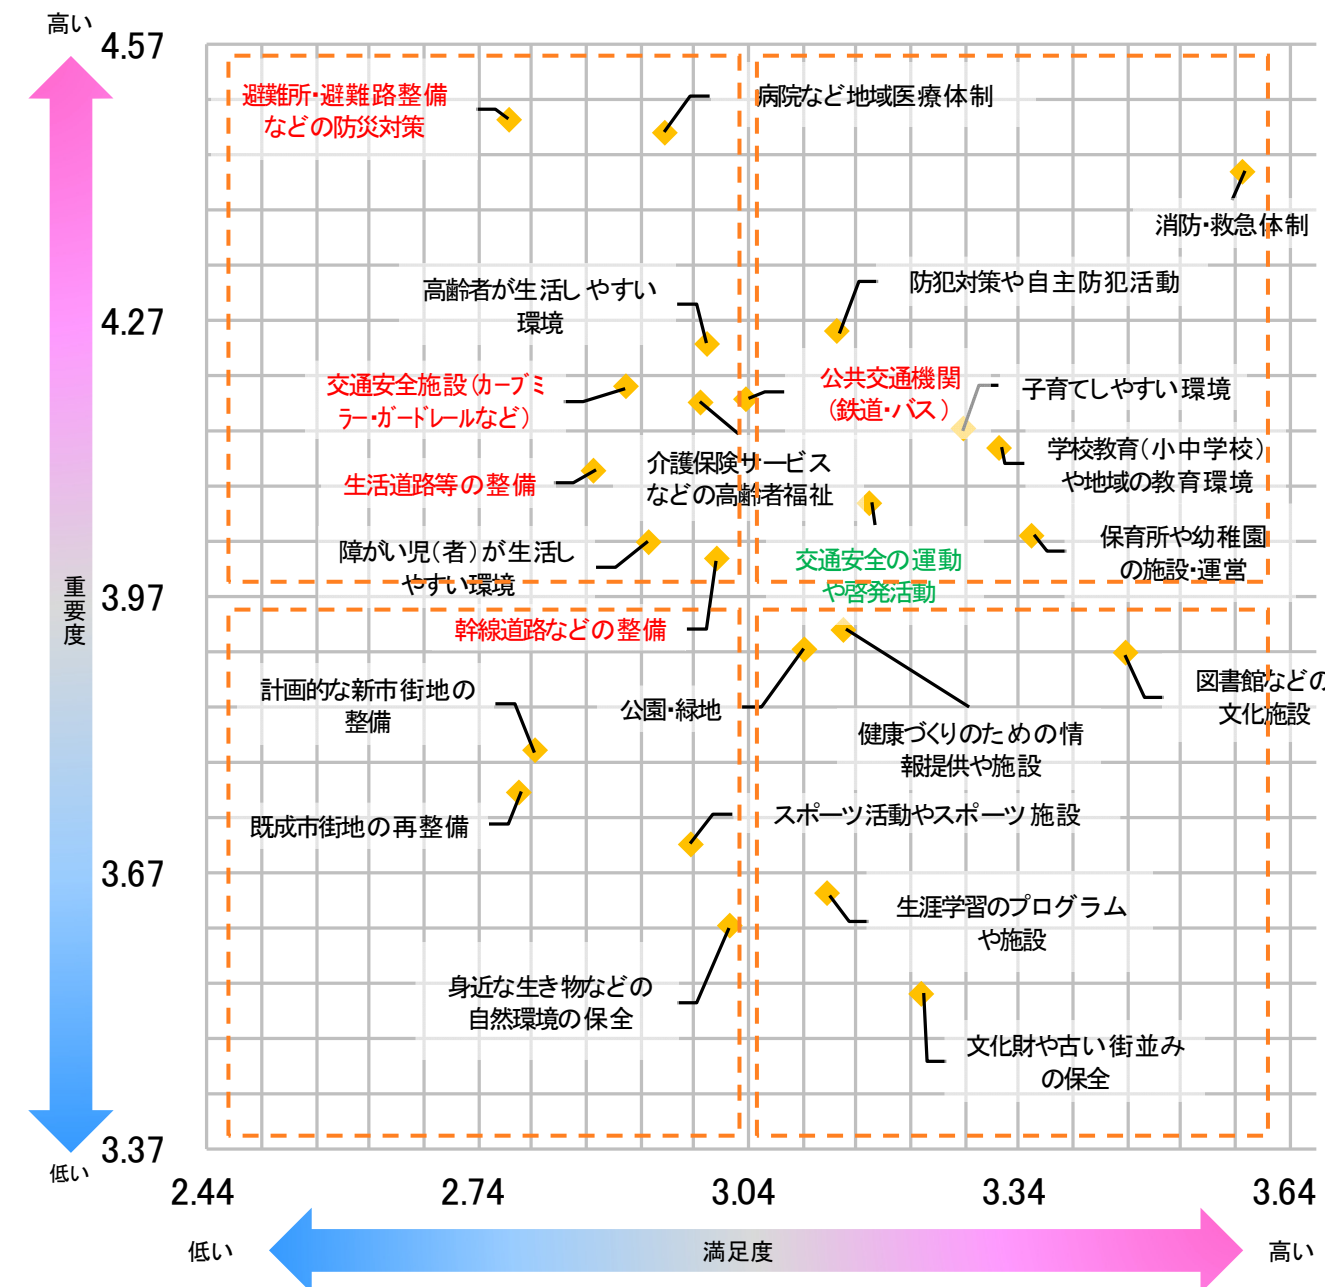 高い
4.57
避難所・避難路整備
などの防災対策
病院など地域医療体制
消防・救急体制
高齢者が生活しやすい
環境
防犯対策や自主防犯活動
4.27
交通安全施設（カーブミ
ラー・ガードレールなど）
公共交通機関
（鉄道・バス）
子育てしやすい環境
介護保険サービス
などの高齢者福祉
学校教育（小中学校）
や地域の教育環境
生活道路等の整備
障がい児（者）が生活し
やすい環境
交通安全の運動
や啓発活動
保育所や幼稚園
の施設・運営
3.97
重要度
幹線道路などの整備
計画的な新市街地の
整備
公園・緑地
健康づくりのための情
報提供や施設
図書館などの
文化施設
既成市街地の再整備
スポーツ活動やスポーツ施設
3.67
生涯学習のプログラム
や施設
身近な生き物などの
自然環境の保全
文化財や古い街並み
の保全
3.37
低い
2.44
2.74
3.04
3.34
3.64
低い
満足度
高い